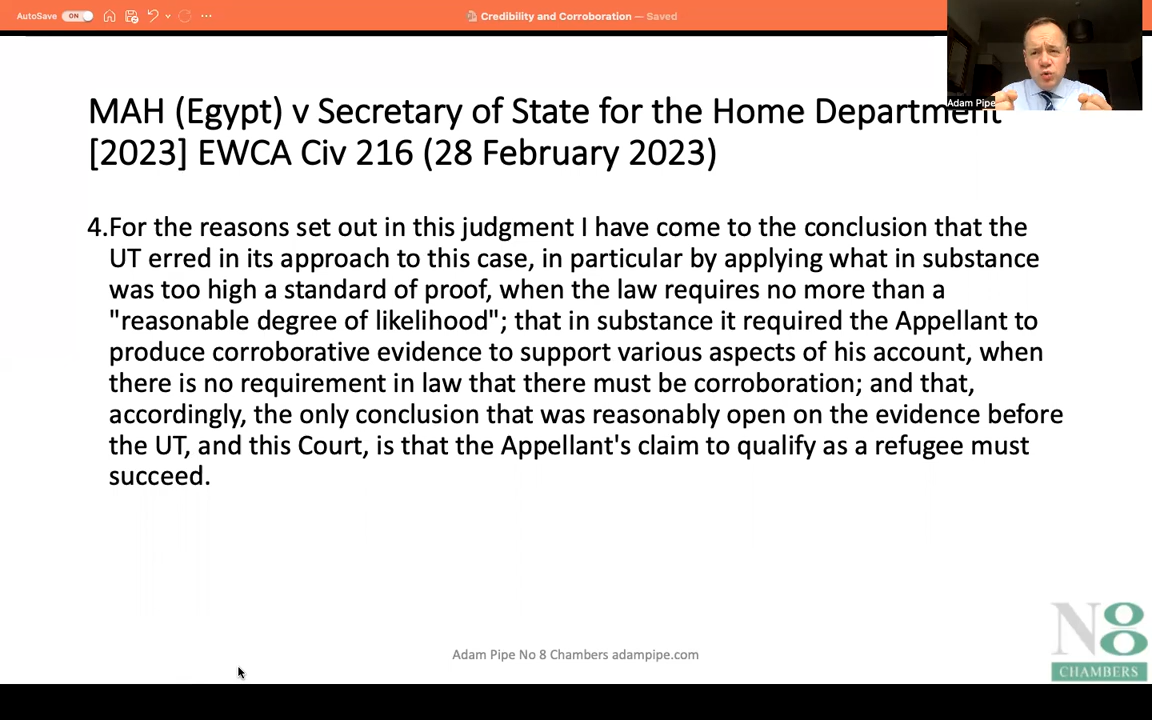 AutoSave ON Credibility and Corroboration — Saved
Adam Pipe
MAH (Egypt) v Secretary of State for the Home Department
[2023] EWCA Civ 216 (28 February 2023)
4.For the reasons set out in this judgment I have come to the conclusion that the
UT erred in its approach to this case, in particular by applying what in substance
was too high a standard of proof, when the law requires no more than a
"reasonable degree of likelihood"; that in substance it required the Appellant to
produce corroborative evidence to support various aspects of his account, when
there is no requirement in law that there must be corroboration; and that,
accordingly, the only conclusion that was reasonably open on the evidence before
the UT, and this Court, is that the Appellant's claim to qualify as a refugee must
succeed.
Adam Pipe No 8 Chambers adampipe.com
N8
CHAMBERS